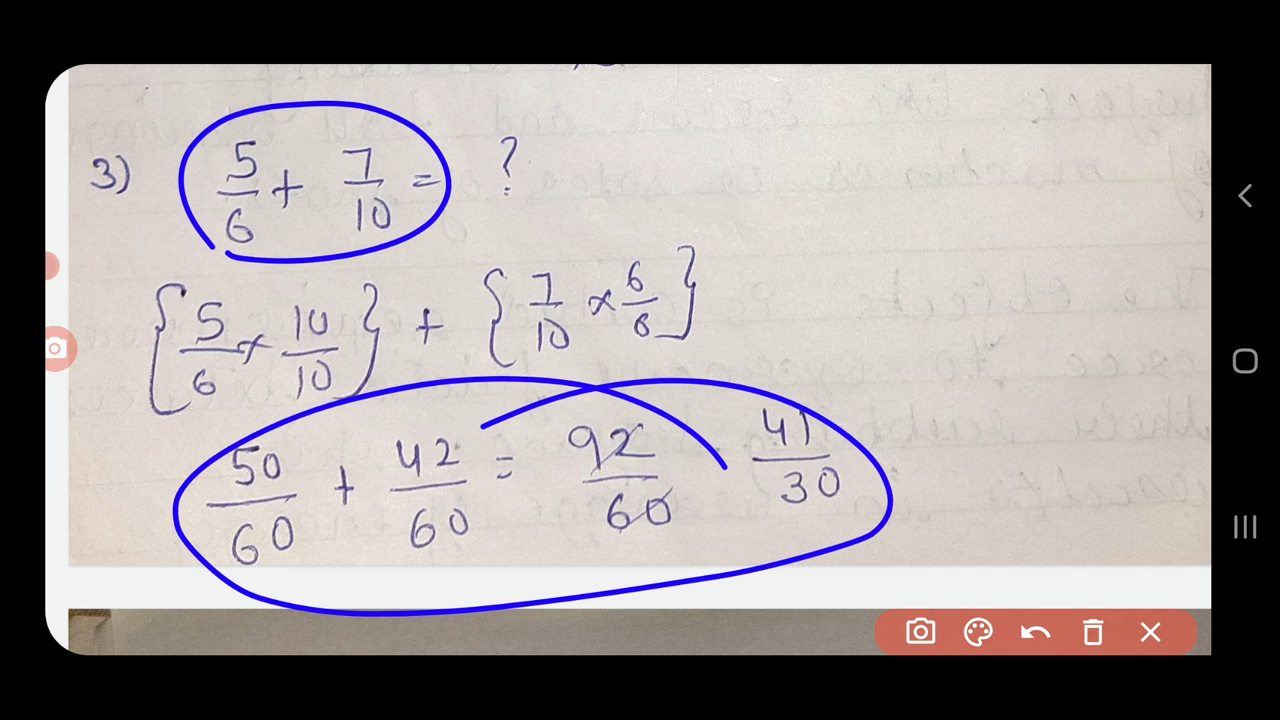 3) 5/6 + 7/10 = ?
{5/6 × 10/10} + {7/10 × 6/6}
50/60 + 42/60 = 92/60 41/30